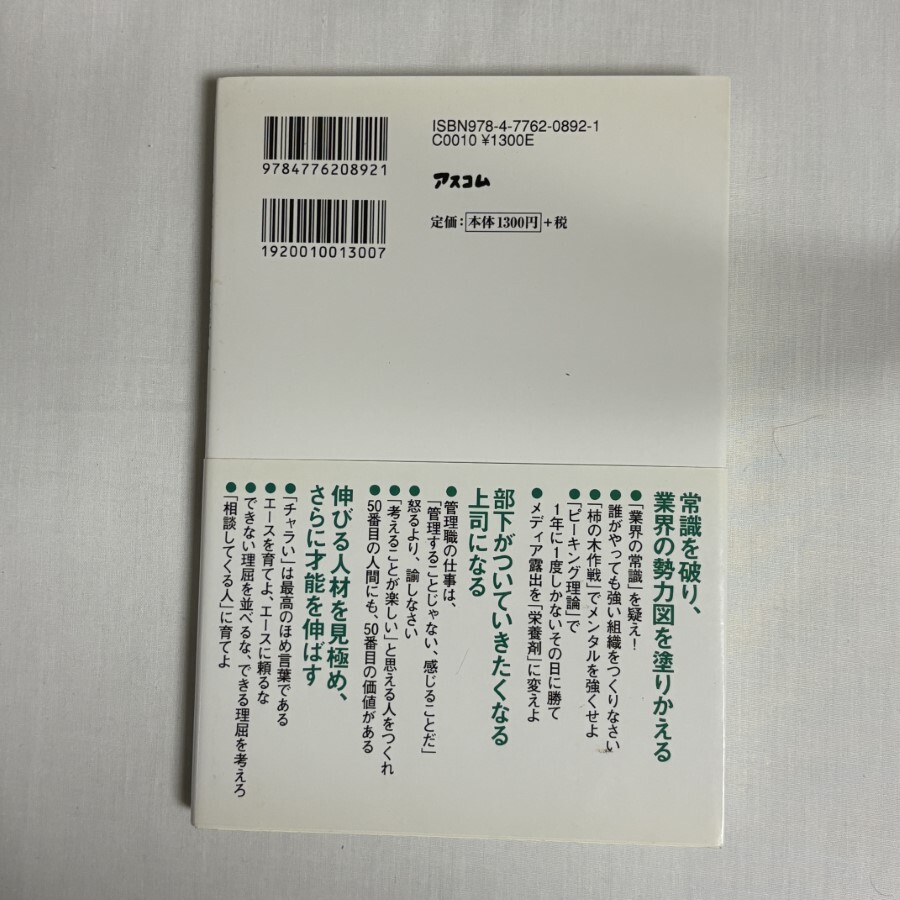 ISBN978-4-7762-0892-1
C0010 ¥1300E
9784776208921
アスコム
定価：本体1300円＋税
1920010013007
常識を破り、
業界の勢力図を塗りかえる
●「業界の常識」を疑え！
●誰がやっても強い組織をつくりなさい
●「柿の木作戦」でメンタルを強くせよ
●「ピーキング理論」で
1年に1度しかないその日に勝て
●メディア露出を「栄養剤」に変えよ
部下がついていきたくなる
上司になる
●管理職の仕事は、
「管理することじゃない、感じることだ」
●怒るより、諭しなさい
●「考えることが楽しい」と思える人をつくれ
●50番目の人間にも、50番目の価値がある
伸びる人材を見極め、
さらに才能を伸ばす
●「チャラい」は最高のほめ言葉である
●エースを育てよ、エースに頼るな
●できない理屈を並べるな、できる理屈を考えろ
●「相談してくる人」に育てよ